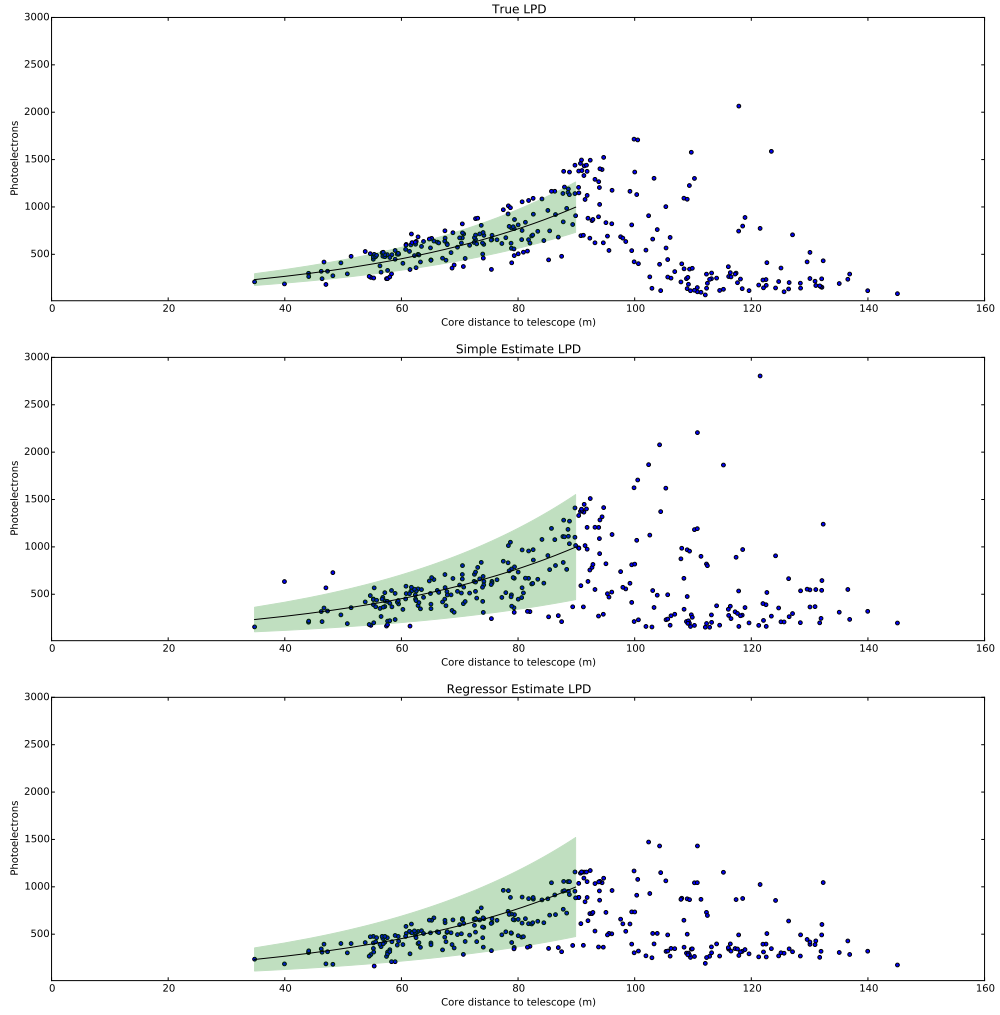 True LPD
3000
2500
2000
1500
1000
500
Photoelectrons
0 20 40 60 80 100 120 140 160
Core distance to telescope (m)
Simple Estimate LPD
3000
2500
2000
1500
1000
500
Photoelectrons
0 20 40 60 80 100 120 140 160
Core distance to telescope (m)
Regressor Estimate LPD
3000
2500
2000
1500
1000
500
Photoelectrons
0 20 40 60 80 100 120 140 160
Core distance to telescope (m)